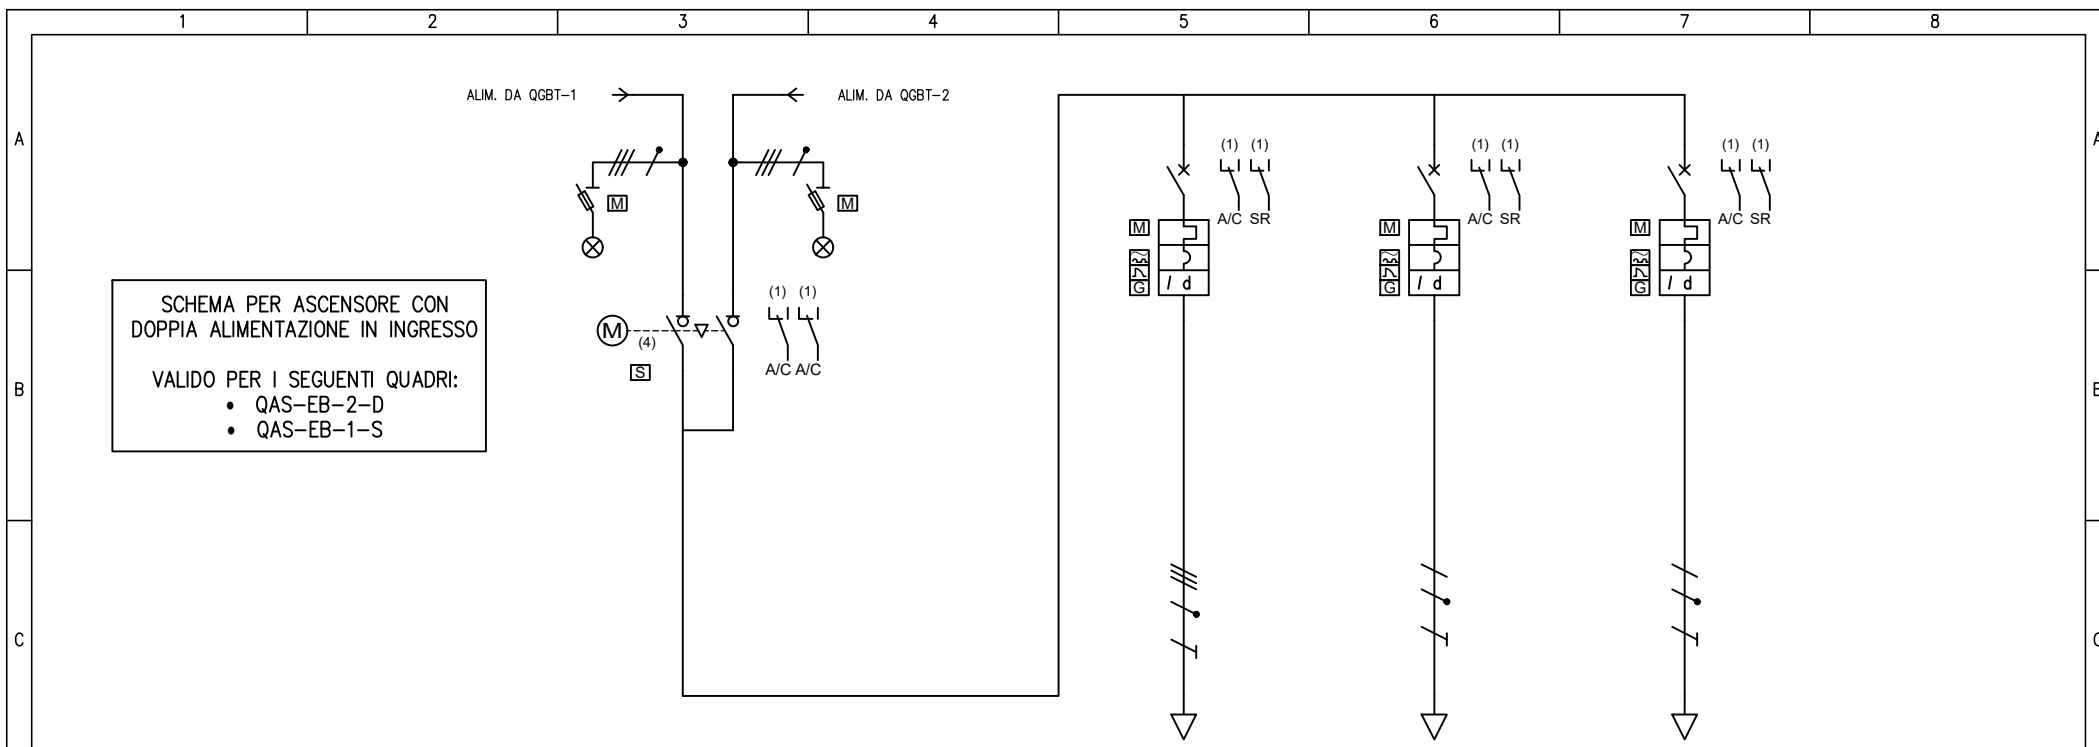 1 2 3 4 5 6 7 8
ALIM. DA QGBT-1
ALIM. DA QGBT-2
A
A
(1) (1)
(1) (1)
(1) (1)
M
M
A/C SR
A/C SR
A/C SR
M
M
M
G
G
G
I d
I d
I d
SCHEMA PER ASCENSORE CON
DOPPIA ALIMENTAZIONE IN INGRESSO
VALIDO PER I SEGUENTI QUADRI:
• QAS-EB-2-D
• QAS-EB-1-S
(1) (1)
M
(4)
S
A/C A/C
B
B
C
C